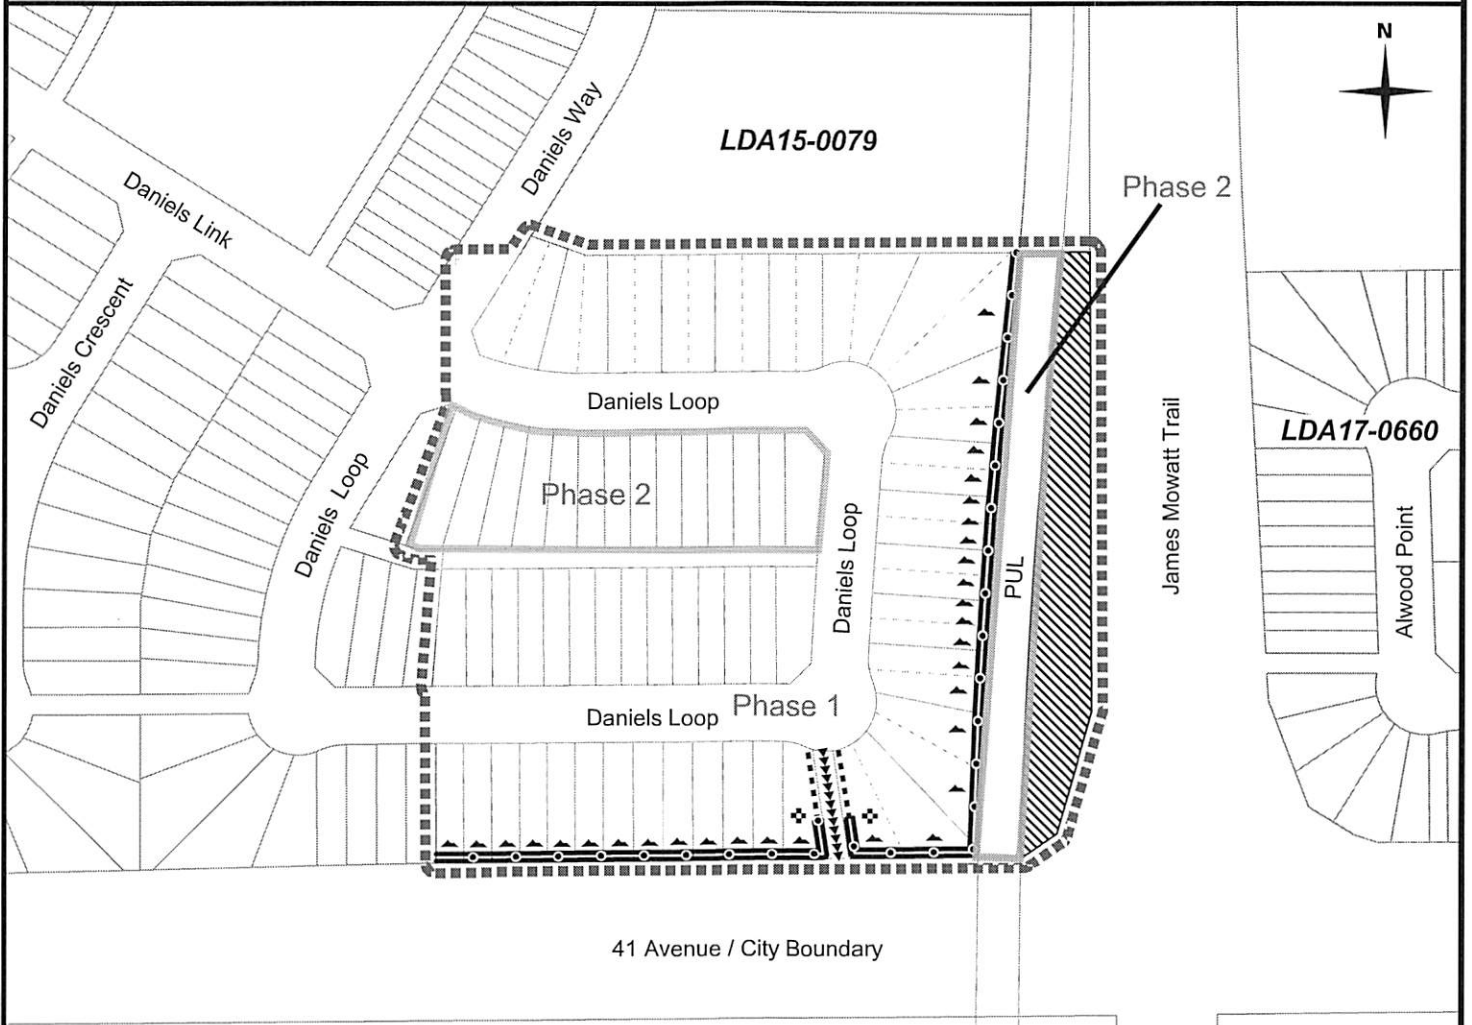 N
LDA15-0079
Daniels Way
Phase 2
Daniels Link
Daniels Crescent
Daniels Loop
LDA17-0660
James Mowatt Trail
Daniels Loop
Phase 2
Daniels Loop
Alwood Point
PUL
Phase 1
Daniels Loop
41 Avenue / City Boundary